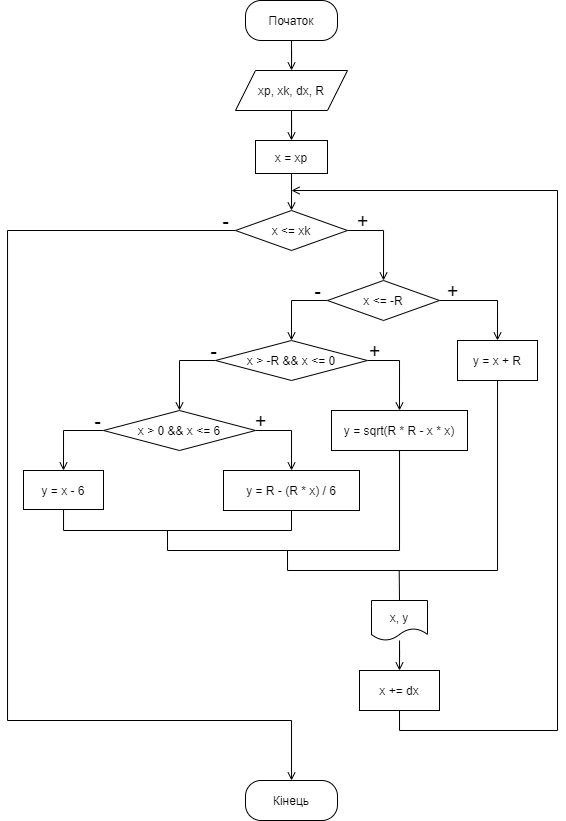 Початок
xp, xk, dx, R
x = xp
-
+
x <= xk
-
+
x <= -R
-
+
x > -R && x <= 0
y = x + R
-
+
x > 0 && x <= 6
y = sqrt(R * R - x * x)
y = x - 6
y = R - (R * x) / 6
x, y
x += dx
Кінець